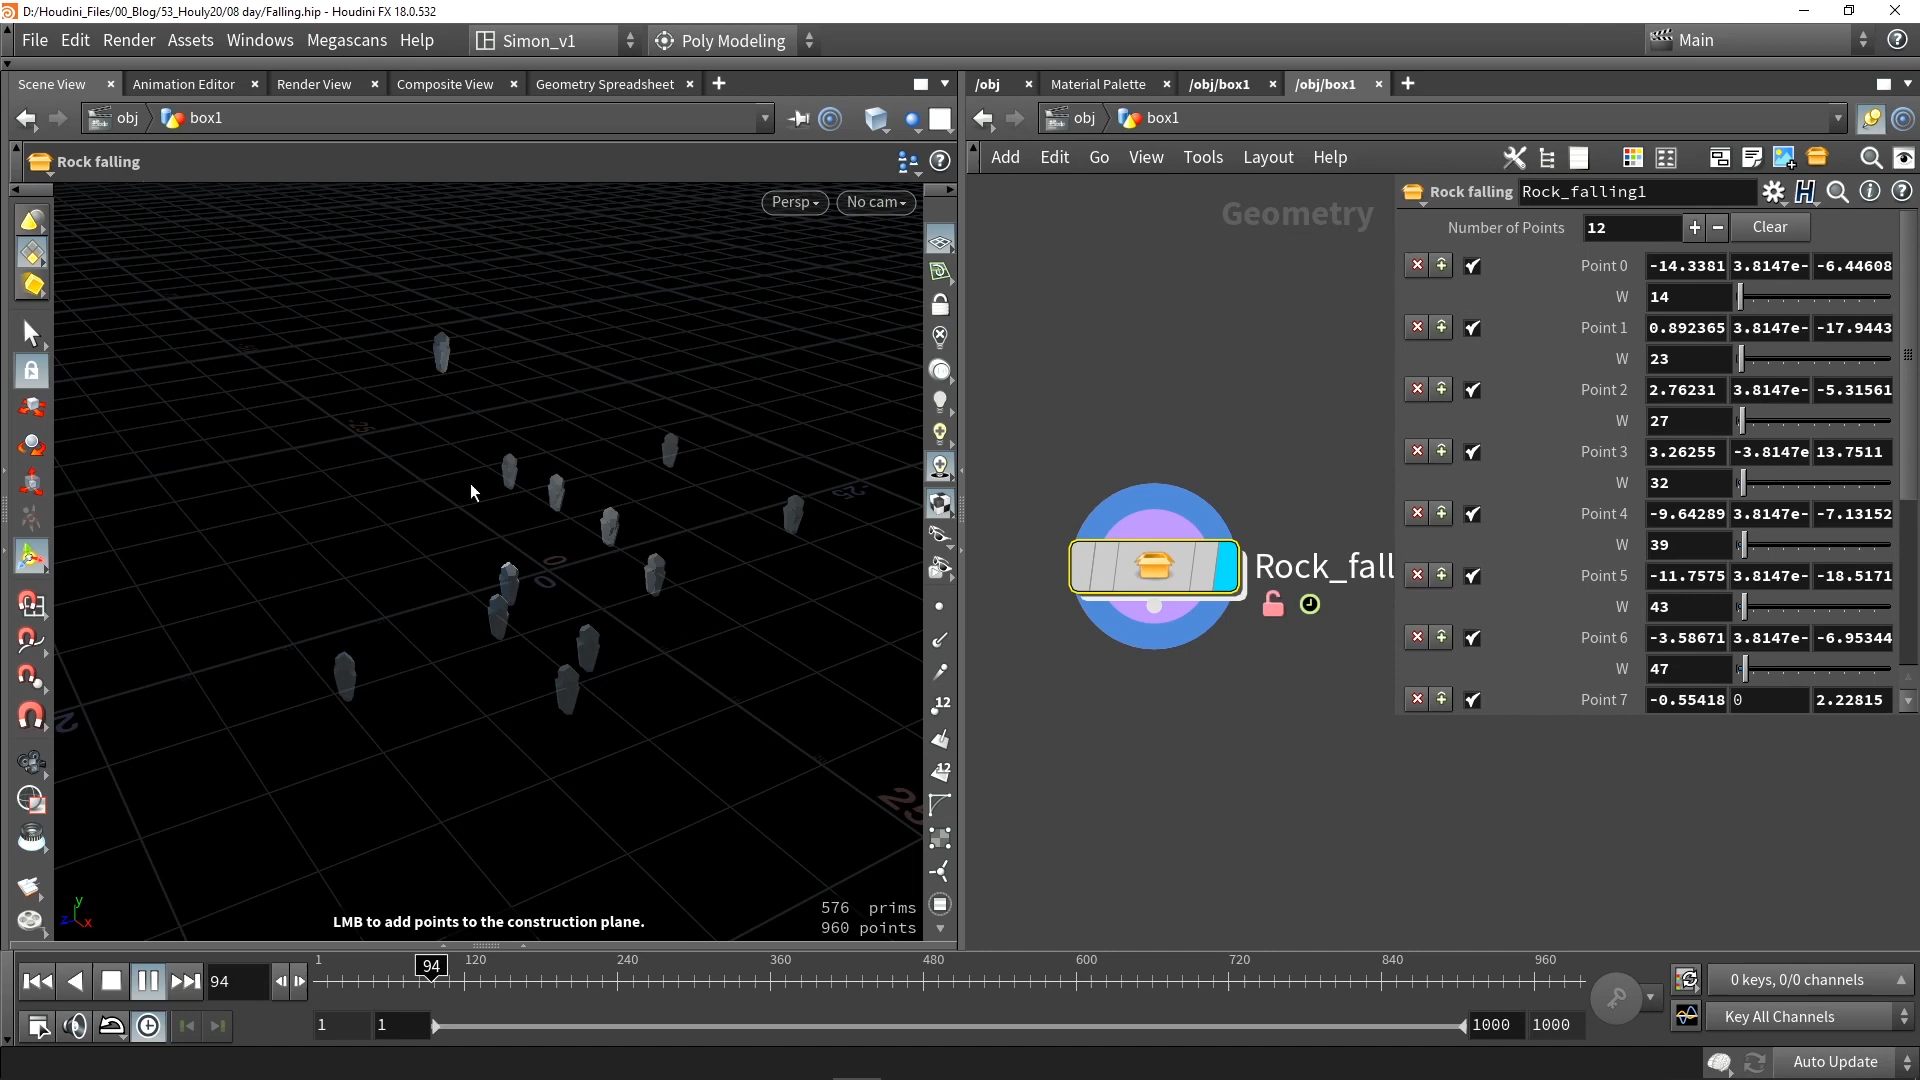 D:/Houdini_Files/00_Blog/53_Houly20/08 day/Falling.hip - Houdini FX 18.0.532
File Edit Render Assets Windows Megascans Help Simon_v1 Poly Modeling Main
Scene View Animation Editor Render View Composite View Geometry Spreadsheet
/obj Material Palette /obj/box1 /obj/box1
obj box1
obj box1
Rock falling
Add Edit Go View Tools Layout Help
Persp No cam
Geometry
Rock falling Rock_falling1
Number of Points 12 Clear
Point 0 -14.3381 3.8147e- -6.44608
W 14
Point 1 0.892365 3.8147e- -17.9443
W 23
Point 2 2.76231 3.8147e- -5.31561
W 27
Point 3 3.26255 -3.8147e 13.7511
W 32
Point 4 -9.64289 3.8147e- -7.13152
W 39
Point 5 -11.7575 3.8147e- -18.5171
W 43
Point 6 -3.58671 3.8147e- -6.95344
W 47
Point 7 -0.55418 0 2.22815
Rock_fall
12
12
0
0
25
y
z x
LMB to add points to the construction plane.
576 prims
960 points
94
1 94 120 240 360 480 600 720 840 960
0 keys, 0/0 channels
1 1 1000 1000
Key All Channels
Auto Update